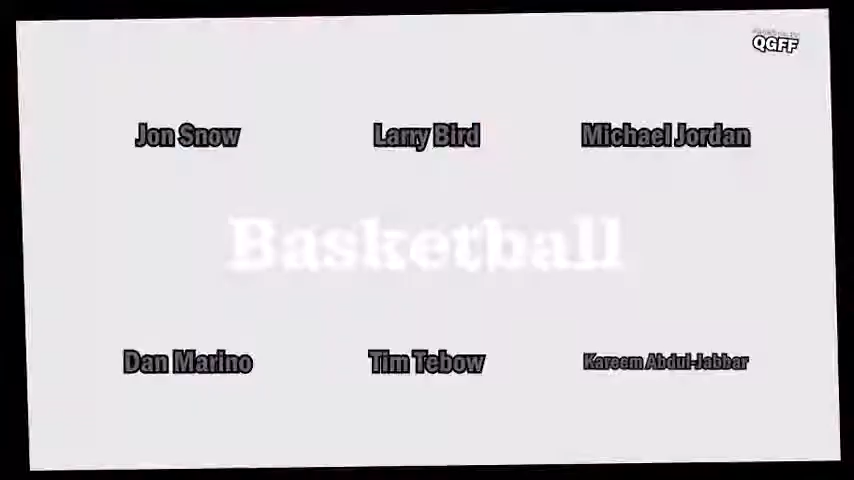 QGFF
Jon Snow
Larry Bird
Michael Jordan
Basketball
Dan Marino
Tim Tebow
Kareem Abdul-Jabbar